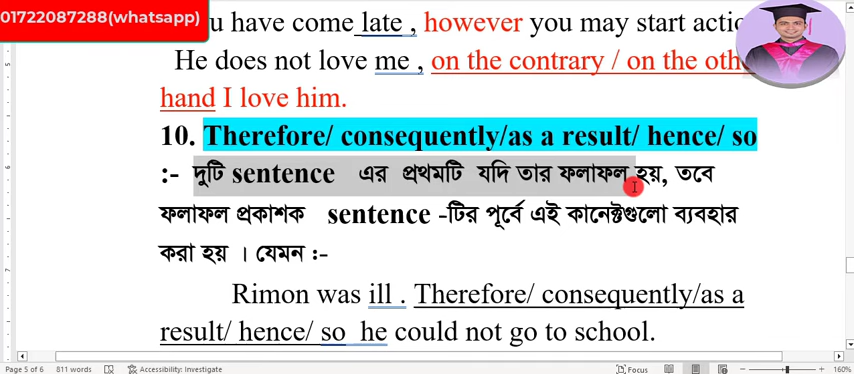 01722087288(whatsapp)
u have come late , however you may start actio
He does not love me , on the contrary / on the oth
hand I love him.
10. Therefore/ consequently/as a result/ hence/ so
:- দুটি sentence এর প্রথমটি যদি তার ফলাফল হয়, তবে
ফলাফল প্রকাশক sentence -টির পূর্বে এই কানেক্টগুলো ব্যবহার
করা হয় । যেমন :-
Rimon was ill . Therefore/ consequently/as a
result/ hence/ so he could not go to school.
Page 5 of 6 811 words Accessibility: Investigate Focus 160%